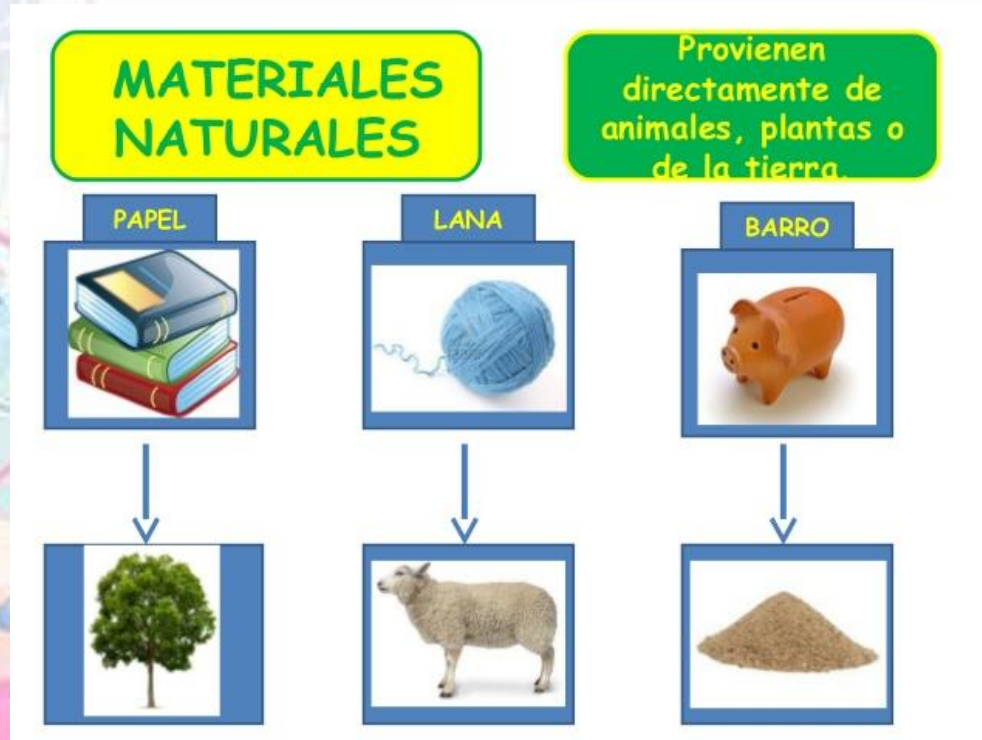 MATERIALES
NATURALES
Provienen
directamente de
animales, plantas o
de la tierra.
PAPEL
LANA
BARRO